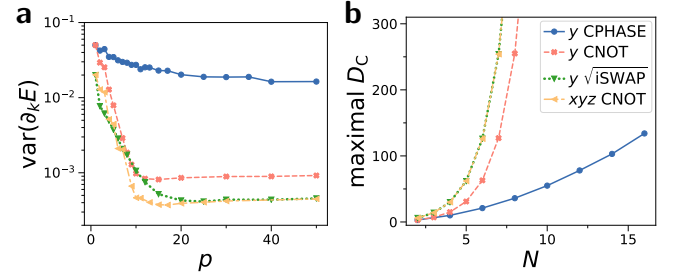 a
var(∂ₖE)
10⁻¹
10⁻²
10⁻³
0 20 40
p
b
maximal D_C
300
200
100
0
5 10 15
N
y CPHASE
y CNOT
y √iSWAP
xyz CNOT